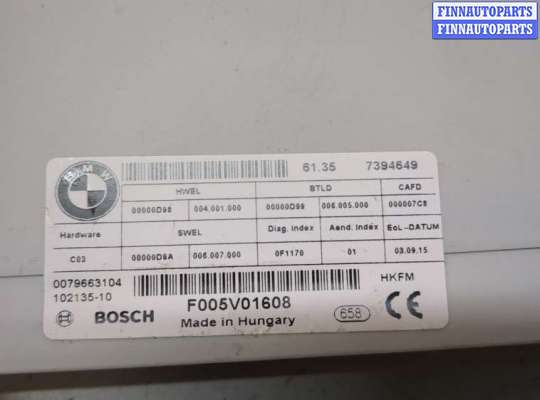 FINNAUTOPARTS
FINNAUTOPARTS
BMW
61.35 7394649
HWEL BTLD CAFD
00000D98 004.001.000 00000D99 006.005.000 000007C8
Hardware SWEL Diag. Index Aend. Index EoL-DATUM
C03 00000D9A 006.007.000 0F1170 01 03.09.15
0079663104 HKFM
102135-10
BOSCH F005V01608 658 CE
Made in Hungary